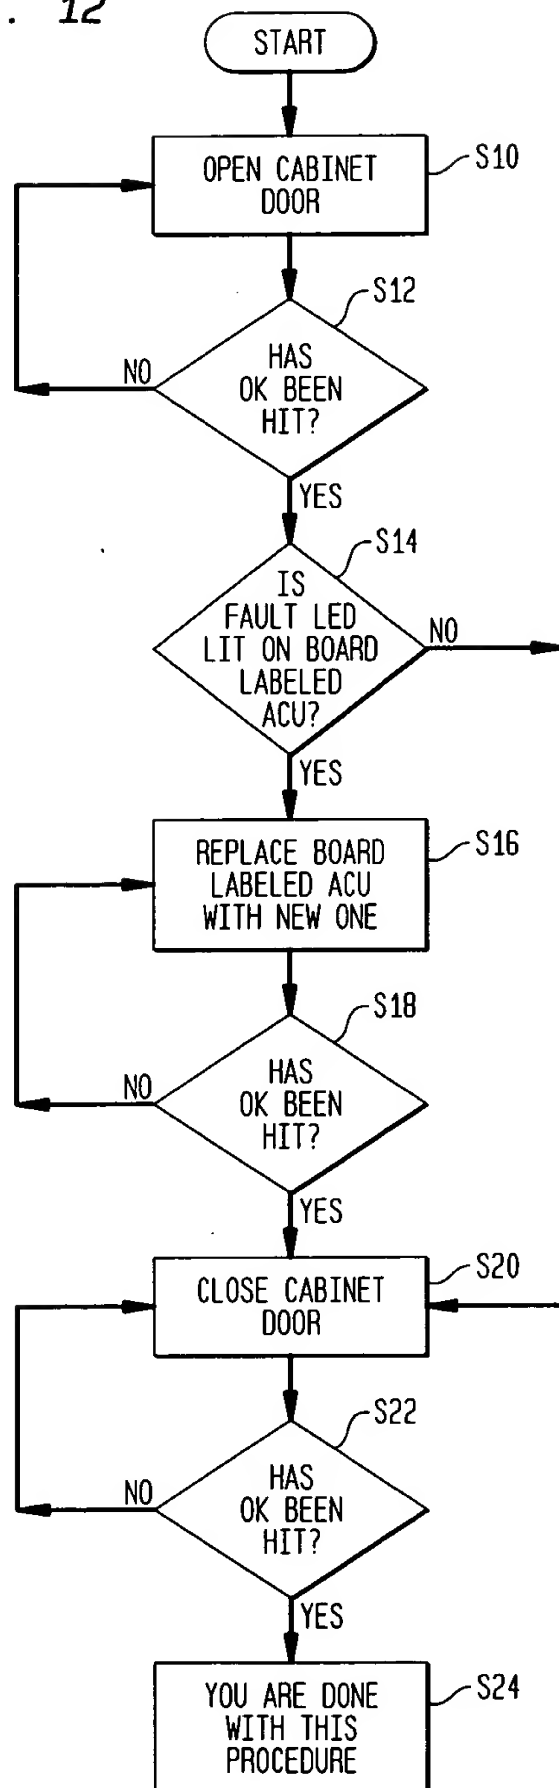 . 12
START
OPEN CABINET
DOOR
S10
S12
HAS
OK BEEN
HIT?
NO
YES
S14
IS
FAULT LED
LIT ON BOARD
LABELED
ACU?
NO
YES
REPLACE BOARD
LABELED ACU
WITH NEW ONE
S16
S18
HAS
OK BEEN
HIT?
NO
YES
CLOSE CABINET
DOOR
S20
S22
HAS
OK BEEN
HIT?
NO
YES
YOU ARE DONE
WITH THIS
PROCEDURE
S24